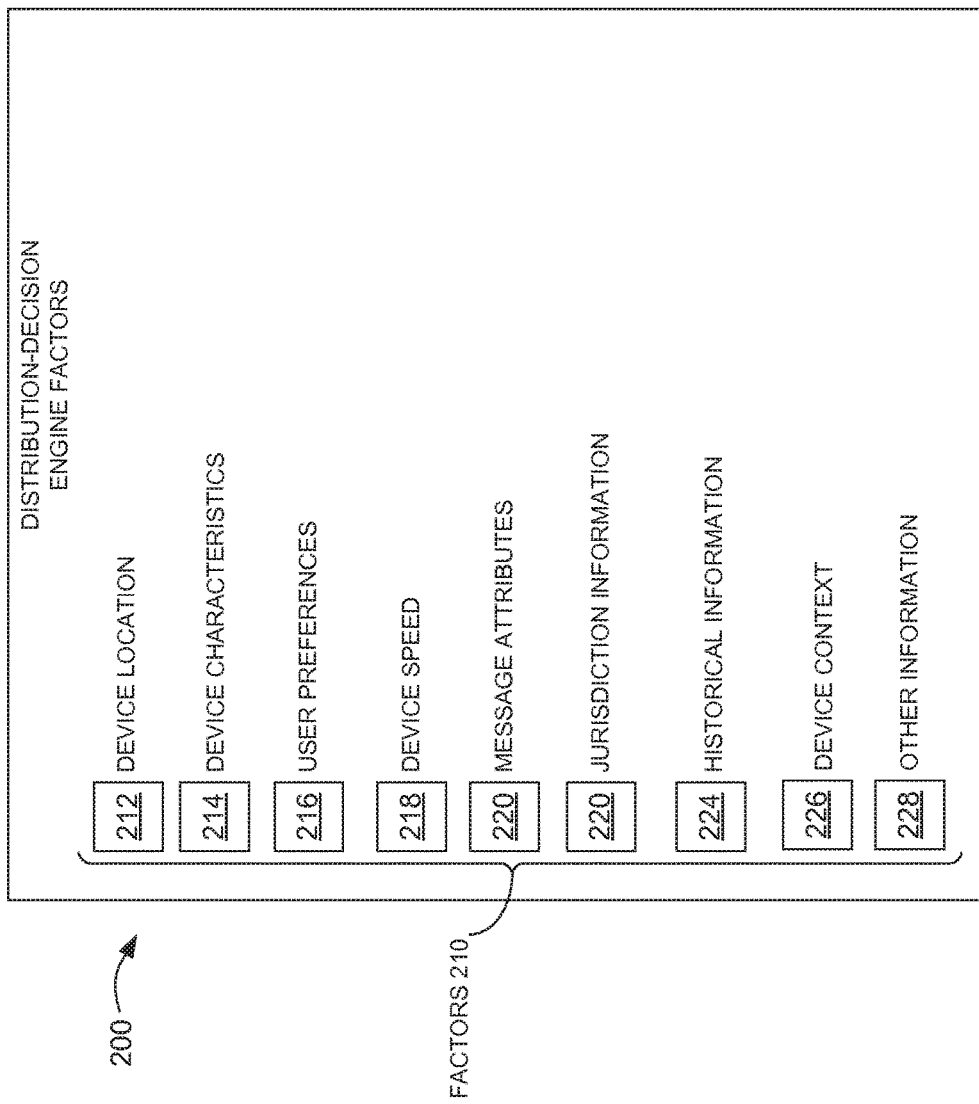 DISTRIBUTION-DECISION
ENGINE FACTORS
200
FACTORS 210
212 DEVICE LOCATION
214 DEVICE CHARACTERISTICS
216 USER PREFERENCES
218 DEVICE SPEED
220 MESSAGE ATTRIBUTES
220 JURISDICTION INFORMATION
224 HISTORICAL INFORMATION
226 DEVICE CONTEXT
228 OTHER INFORMATION